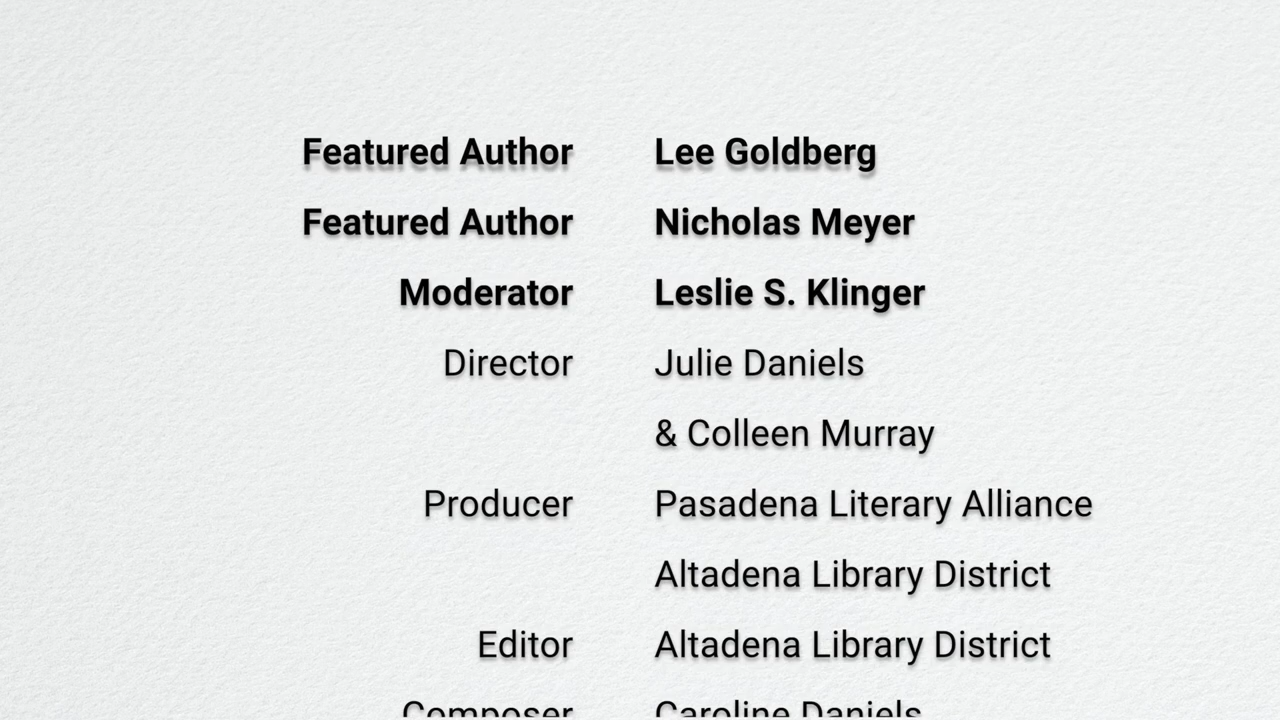 Featured Author Lee Goldberg
Featured Author Nicholas Meyer
Moderator Leslie S. Klinger
Director Julie Daniels
& Colleen Murray
Producer Pasadena Literary Alliance
Altadena Library District
Editor Altadena Library District
Composer Caroline Daniels